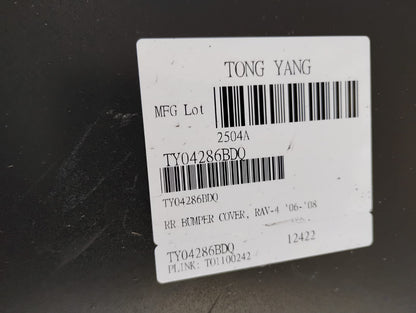 TONG YANG
MFG Lot
2504A
TY04286BDQ
TY04286BDQ
RR BUMPER COVER, RAV-4 '06-'08
TY04286BDQ 12422
PLINK: TO1100242